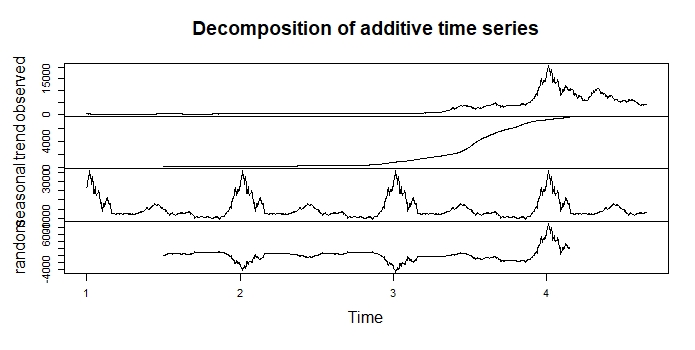 Decomposition of additive time series
observed
15000
0
trend
4000
seasonal
30000
random
6000
-4000
1
2
3
4
Time